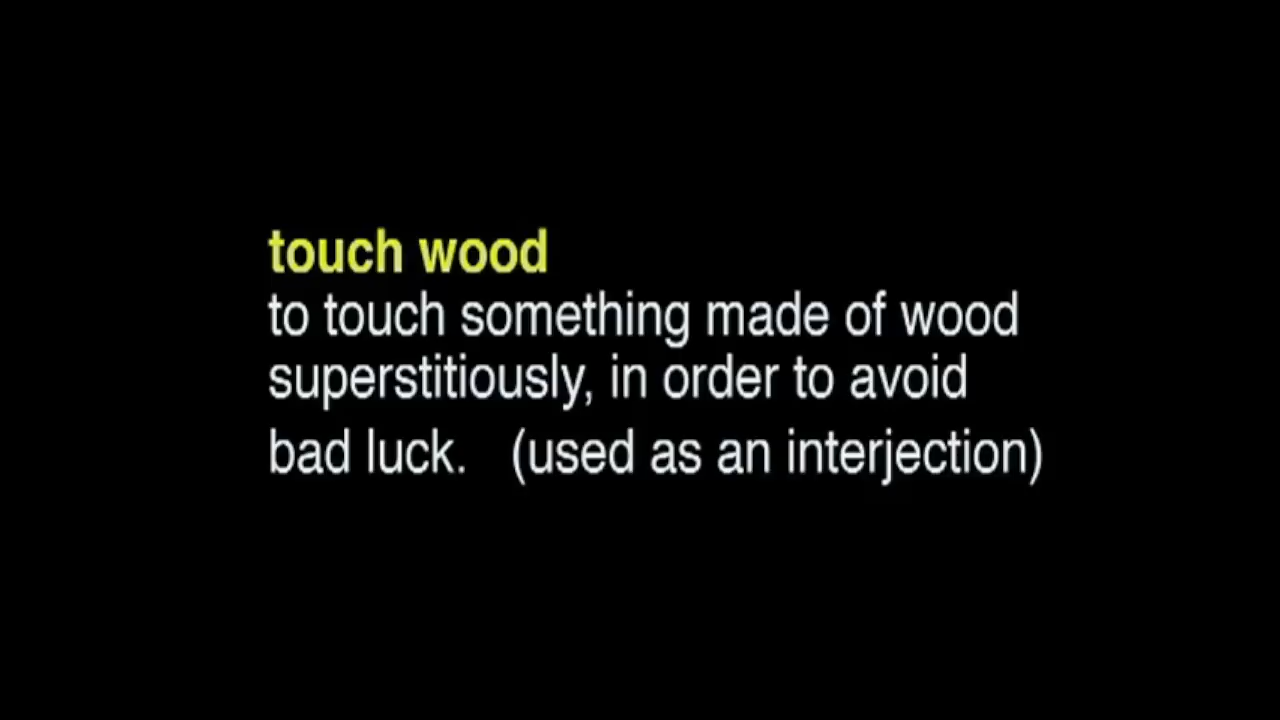 touch wood
to touch something made of wood
superstitiously, in order to avoid
bad luck. (used as an interjection)